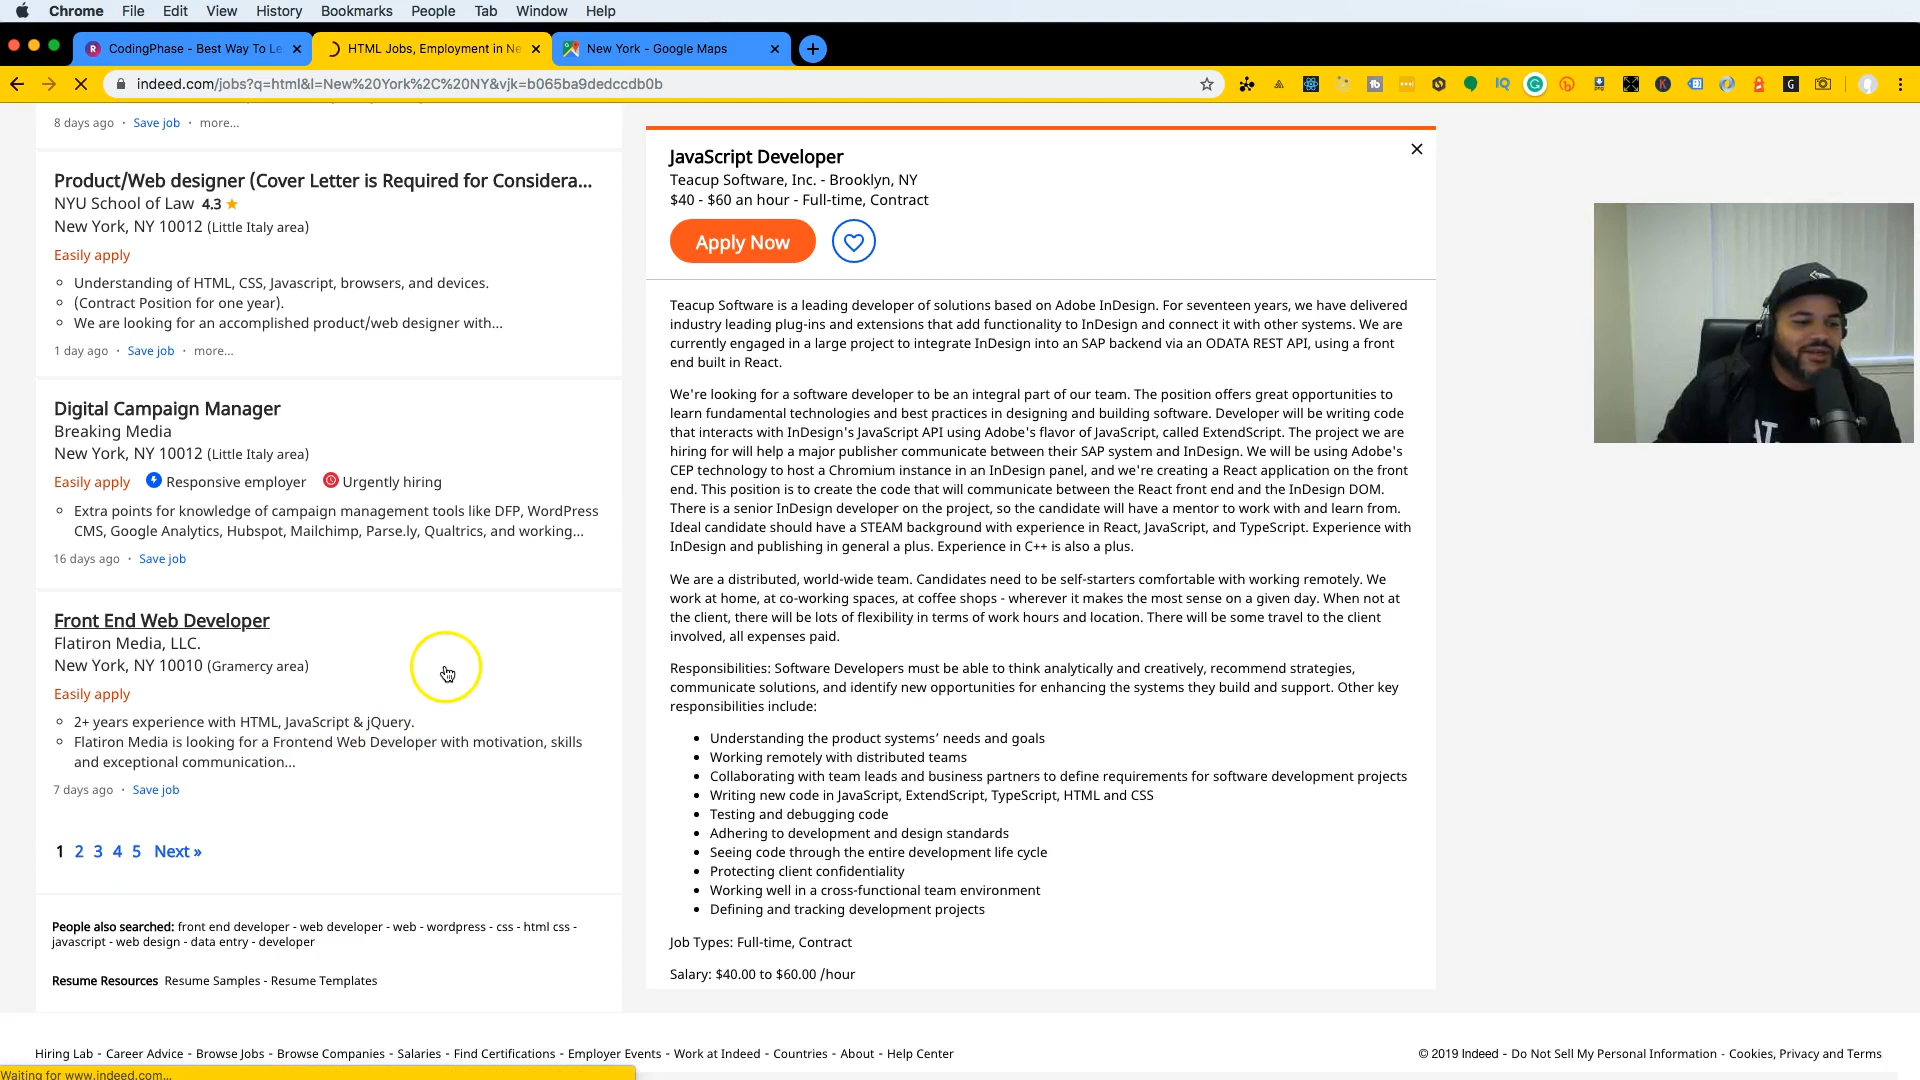 Chrome File Edit View History Bookmarks People Tab Window Help
CodingPhase - Best Way To Le
HTML Jobs, Employment in Ne
New York - Google Maps
indeed.com/jobs?q=html&l=New%20York%2C%20NY&vjk=b065ba9dedccdb0b
8 days ago · Save job · more...
Product/Web designer (Cover Letter is Required for Considera...
NYU School of Law 4.3
New York, NY 10012 (Little Italy area)
Easily apply
Understanding of HTML, CSS, Javascript, browsers, and devices.
(Contract Position for one year).
We are looking for an accomplished product/web designer with...
1 day ago · Save job · more...
Digital Campaign Manager
Breaking Media
New York, NY 10012 (Little Italy area)
Easily apply Responsive employer Urgently hiring
Extra points for knowledge of campaign management tools like DFP, WordPress
CMS, Google Analytics, Hubspot, Mailchimp, Parse.ly, Qualtrics, and working...
16 days ago · Save job
Front End Web Developer
Flatiron Media, LLC.
New York, NY 10010 (Gramercy area)
Easily apply
2+ years experience with HTML, JavaScript & jQuery.
Flatiron Media is looking for a Frontend Web Developer with motivation, skills
and exceptional communication...
7 days ago · Save job
1 2 3 4 5 Next »
People also searched: front end developer - web developer - web - wordpress - css - html css -
javascript - web design - data entry - developer
Resume Resources Resume Samples - Resume Templates
JavaScript Developer
Teacup Software, Inc. - Brooklyn, NY
$40 - $60 an hour - Full-time, Contract
Apply Now
Teacup Software is a leading developer of solutions based on Adobe InDesign. For seventeen years, we have delivered
industry leading plug-ins and extensions that add functionality to InDesign and connect it with other systems. We are
currently engaged in a large project to integrate InDesign into an SAP backend via an ODATA REST API, using a front
end built in React.
We're looking for a software developer to be an integral part of our team. The position offers great opportunities to
learn fundamental technologies and best practices in designing and building software. Developer will be writing code
that interacts with InDesign's JavaScript API using Adobe's flavor of JavaScript, called ExtendScript. The project we are
hiring for will help a major publisher communicate between their SAP system and InDesign. We will be using Adobe's
CEP technology to host a Chromium instance in an InDesign panel, and we're creating a React application on the front
end. This position is to create the code that will communicate between the React front end and the InDesign DOM.
There is a senior InDesign developer on the project, so the candidate will have a mentor to work with and learn from.
Ideal candidate should have a STEAM background with experience in React, JavaScript, and TypeScript. Experience with
InDesign and publishing in general a plus. Experience in C++ is also a plus.
We are a distributed, world-wide team. Candidates need to be self-starters comfortable with working remotely. We
work at home, at co-working spaces, at coffee shops - wherever it makes the most sense on a given day. When not at
the client, there will be lots of flexibility in terms of work hours and location. There will be some travel to the client
involved, all expenses paid.
Responsibilities: Software Developers must be able to think analytically and creatively, recommend strategies,
communicate solutions, and identify new opportunities for enhancing the systems they build and support. Other key
responsibilities include:
Understanding the product systems’ needs and goals
Working remotely with distributed teams
Collaborating with team leads and business partners to define requirements for software development projects
Writing new code in JavaScript, ExtendScript, TypeScript, HTML and CSS
Testing and debugging code
Adhering to development and design standards
Seeing code through the entire development life cycle
Protecting client confidentiality
Working well in a cross-functional team environment
Defining and tracking development projects
Job Types: Full-time, Contract
Salary: $40.00 to $60.00 /hour
Hiring Lab - Career Advice - Browse Jobs - Browse Companies - Salaries - Find Certifications - Employer Events - Work at Indeed - Countries - About - Help Center
© 2019 Indeed - Do Not Sell My Personal Information - Cookies, Privacy and Terms
Waiting for www.indeed.com...